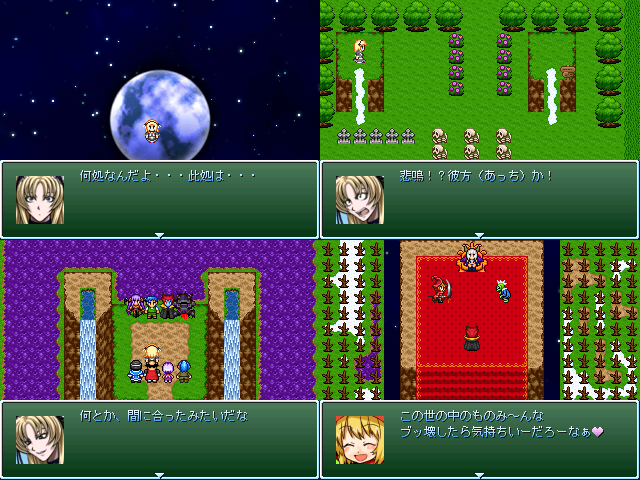 何処なんだよ・・・此処は・・・
悲鳴！？彼方（あっち）か！
何とか、間に合ったみたいだな
この世の中のものみ～んな
ブッ壊したら気持ちいーだろーなぁ